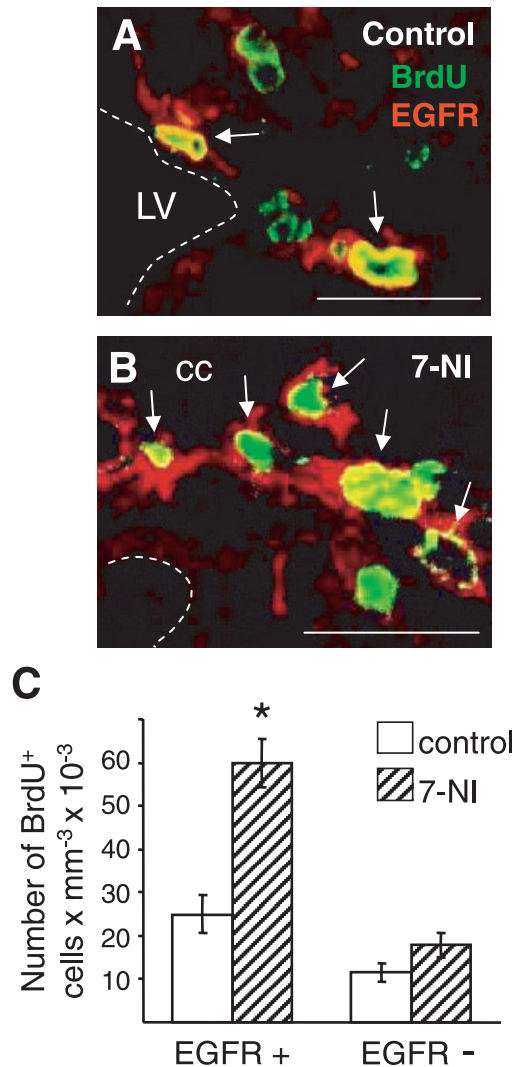 A
Control
BrdU
EGFR
LV
B
cc
7-NI
C
Number of BrdU⁺
cells x mm⁻³ x 10⁻³
60
50
40
30
20
10
*
control
7-NI
EGFR +
EGFR -